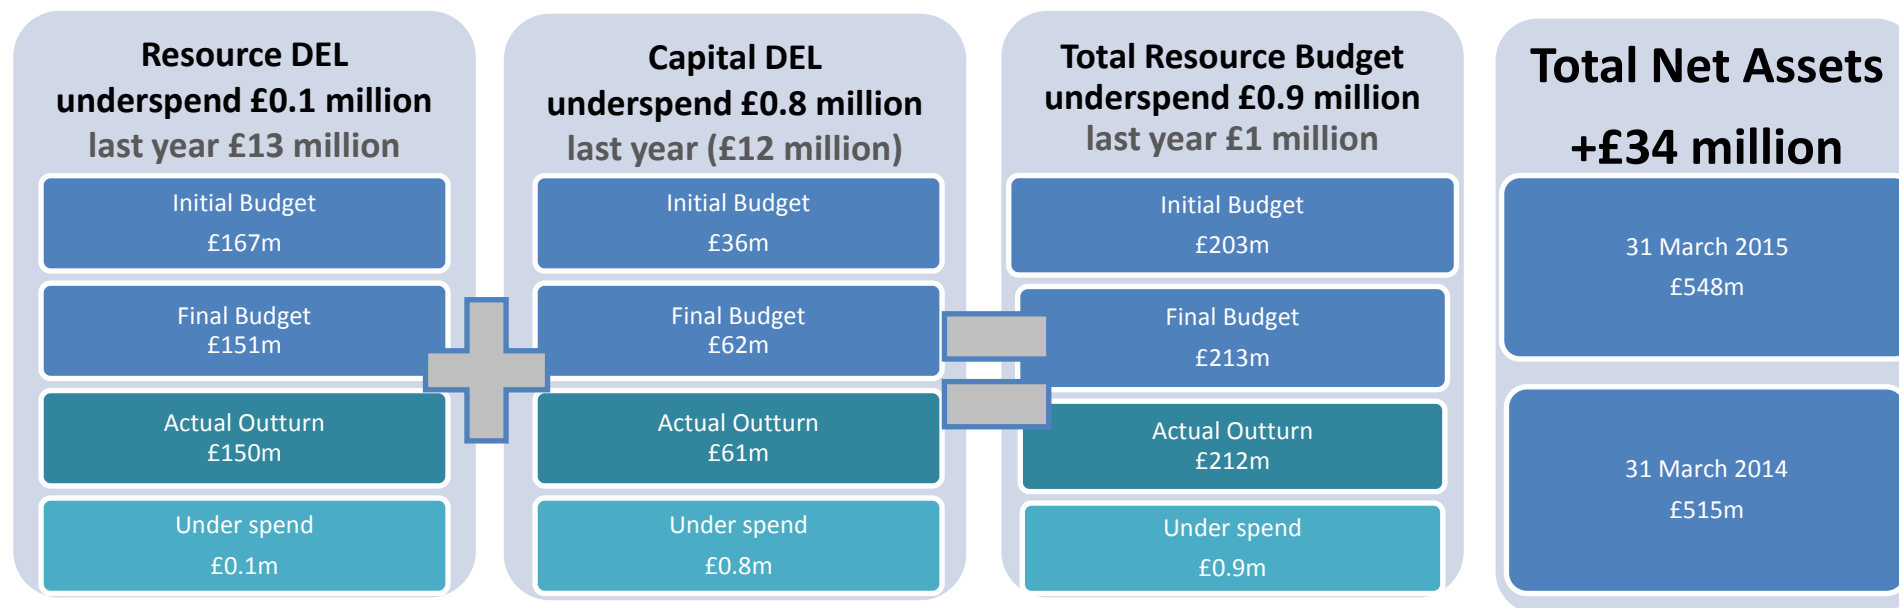 Resource DEL
underspend £0.1 million
last year £13 million
Initial Budget
£167m
Final Budget
£151m
Actual Outturn
£150m
Under spend
£0.1m
Capital DEL
underspend £0.8 million
last year (£12 million)
Initial Budget
£36m
Final Budget
£62m
Actual Outturn
£61m
Under spend
£0.8m
Total Resource Budget
underspend £0.9 million
last year £1 million
Initial Budget
£203m
Final Budget
£213m
Actual Outturn
£212m
Under spend
£0.9m
Total Net Assets
+£34 million
31 March 2015
£548m
31 March 2014
£515m